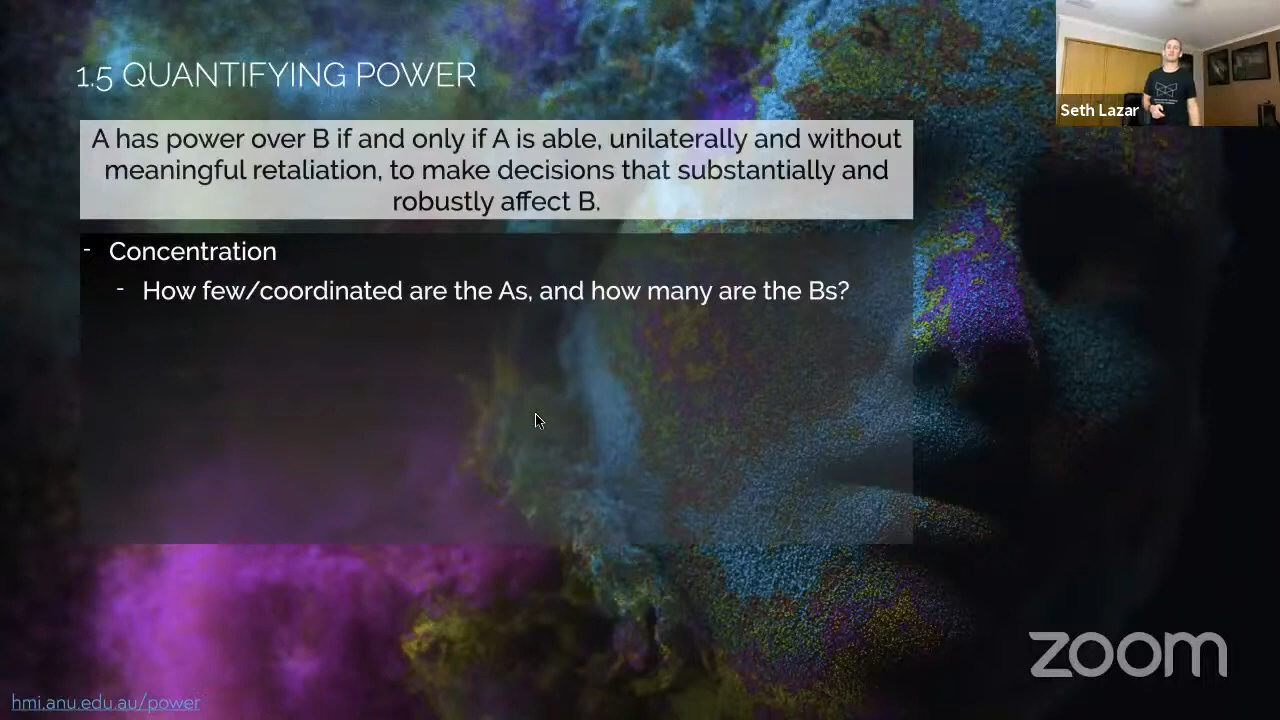 1.5 QUANTIFYING POWER
Seth Lazar
A has power over B if and only if A is able, unilaterally and without
meaningful retaliation, to make decisions that substantially and
robustly affect B.
- Concentration
- How few/coordinated are the As, and how many are the Bs?
zoom
hmi.anu.edu.au/power